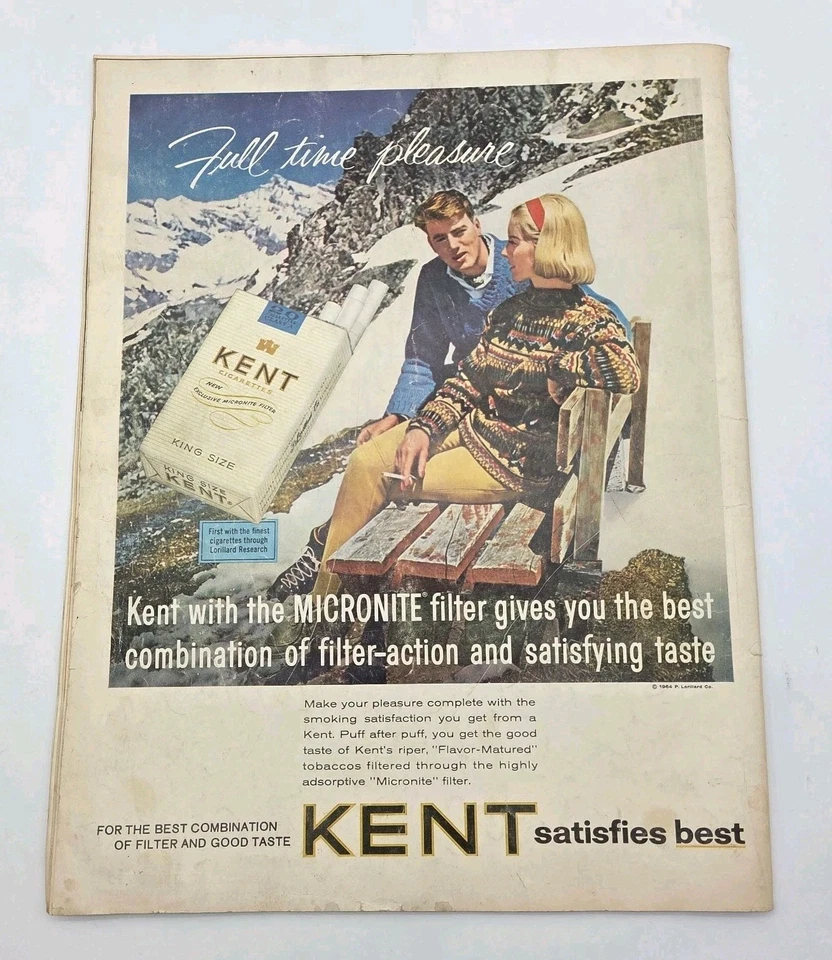 Full time pleasure
20
KENT
CIGARETTES
NEW
EXCLUSIVE MICRONITE FILTER
KING SIZE
KING SIZE
KENT
First with the finest
cigarettes through
Lorillard Research
Kent with the MICRONITE® filter gives you the best
combination of filter-action and satisfying taste
© 1964 P. Lorillard Co.
Make your pleasure complete with the
smoking satisfaction you get from a
Kent. Puff after puff, you get the good
taste of Kent's riper, "Flavor-Matured"
tobaccos filtered through the highly
adsorptive "Micronite" filter.
FOR THE BEST COMBINATION
OF FILTER AND GOOD TASTE
KENT satisfies best